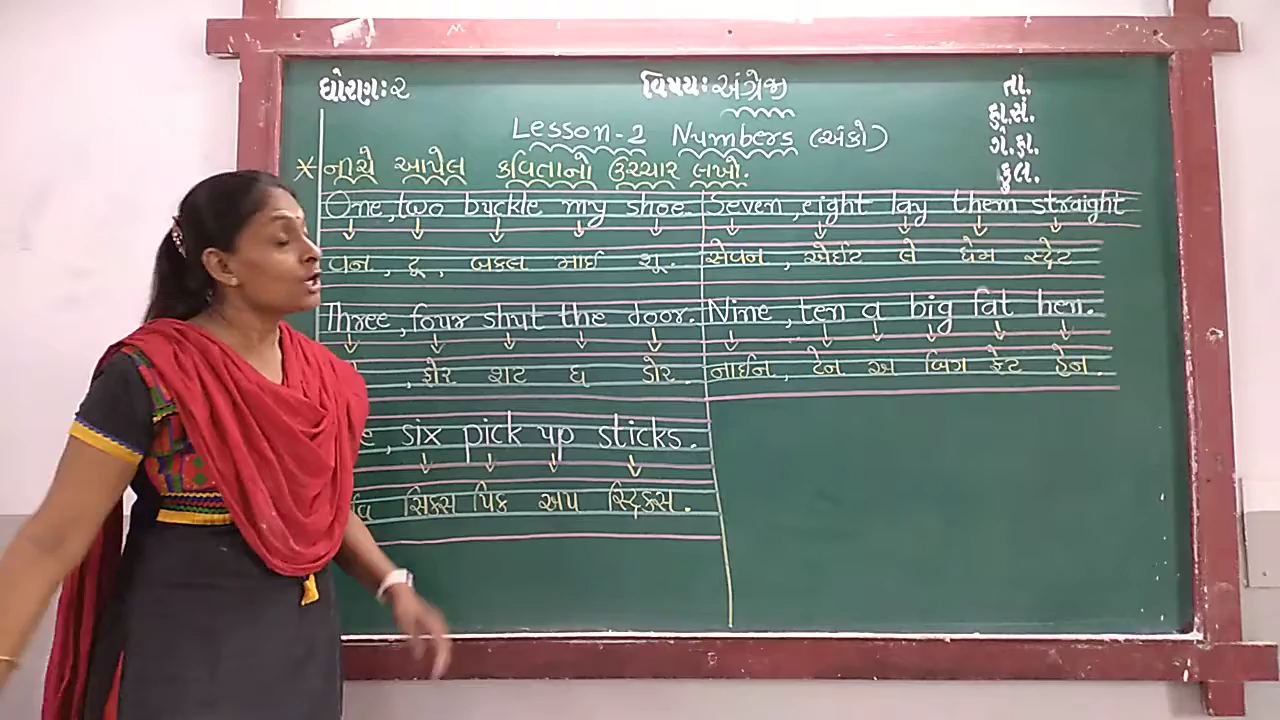 ધોરણ: ૨
વિષય: અંગ્રેજી
તા.
હા.સં.
ગે.હા.
કુલ.
Lesson-2 Numbers (અંકો)
* નીચે આપેલ કવિતાનો ઉચ્ચાર લખો.
One, two buckle my shoe.
વન, ટૂ, બકલ માઈ શૂ.
Three, four shut the door.
, ફોર શટ ધ ડોર.
, six pick up sticks.
સિક્સ પિક અપ સ્ટિકસ.
Seven, eight lay them straight
સેવન, એઈટ લે ધેમ સ્ટ્રેટ
Nine, ten a big fat hen.
નાઈન, ટેન અ બિગ ફેટ હેન.